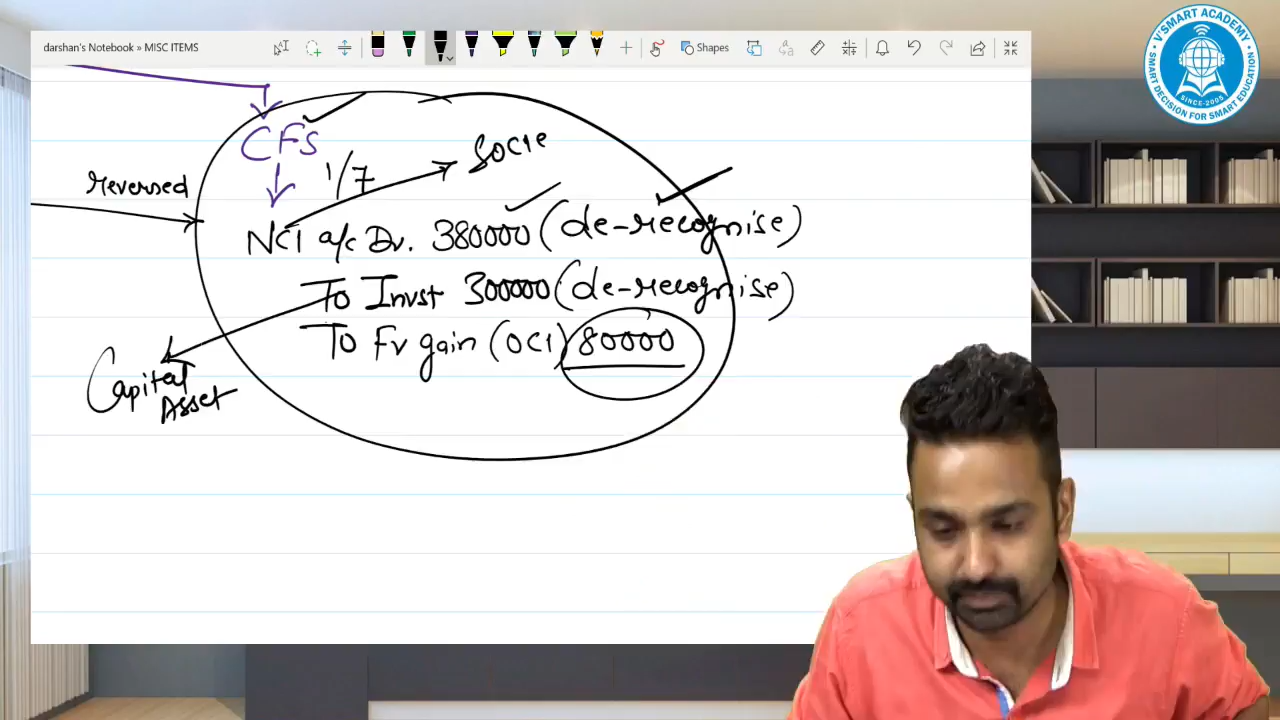 darshan's Notebook » MISC ITEMS
Shapes
V'SMART ACADEMY
SMART DECISION FOR SMART EDUCATION
SINCE-2005
CFS
1/7
SOCIE
reversed
NCI a/c Dr. 380000 (de-recognise)
To Invst 300000 (de-recognise)
To Fv gain (OCI) 80000
Capital
Asset